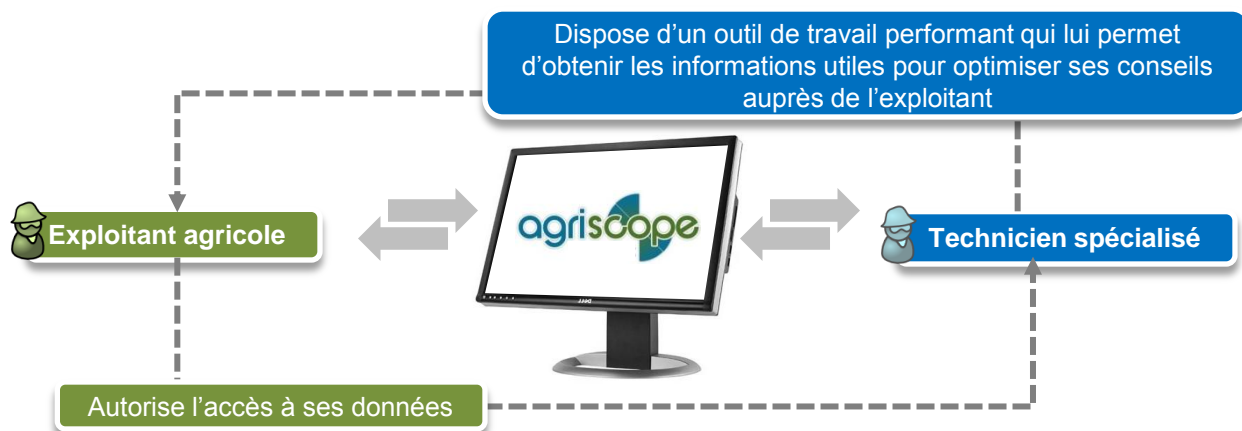 Dispose d’un outil de travail performant qui lui permet
d’obtenir les informations utiles pour optimiser ses conseils
auprès de l’exploitant
agriscope
Exploitant agricole
Technicien spécialisé
DELL
Autorise l’accès à ses données